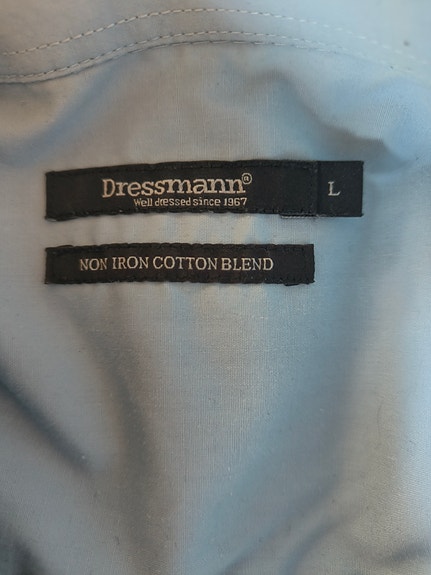 Dressmann®
Well dressed since 1967
L
NON IRON COTTON BLEND